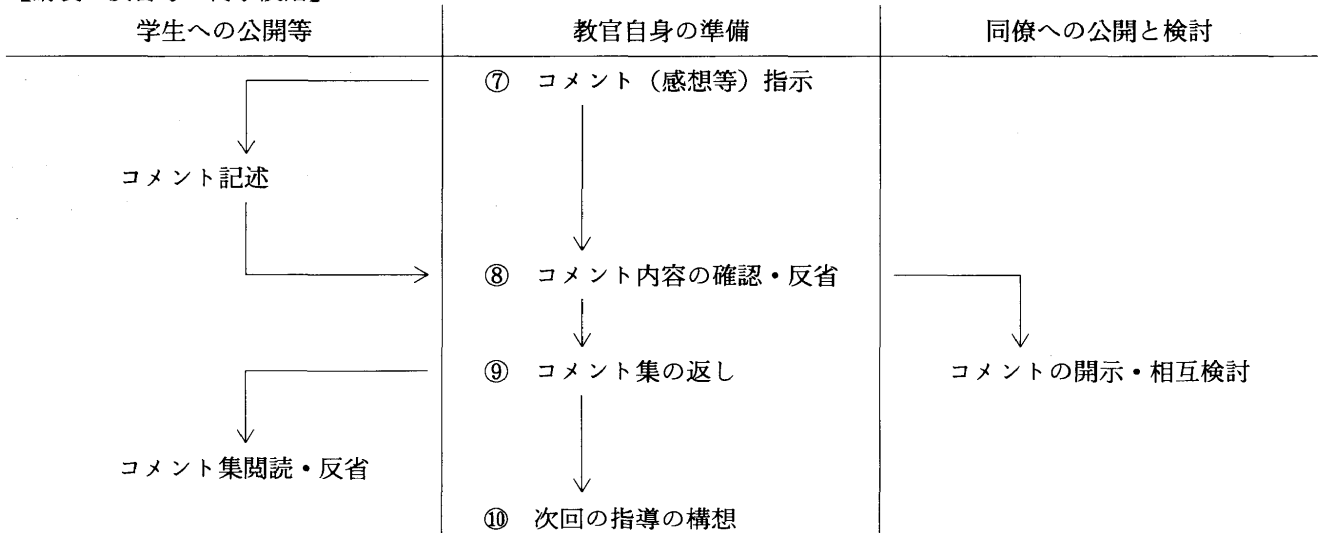 学生への公開等 教官自身の準備 同僚への公開と検討
⑦ コメント（感想等）指示
コメント記述
⑧ コメント内容の確認・反省
⑨ コメント集の返し コメントの開示・相互検討
コメント集閲読・反省
⑩ 次回の指導の構想